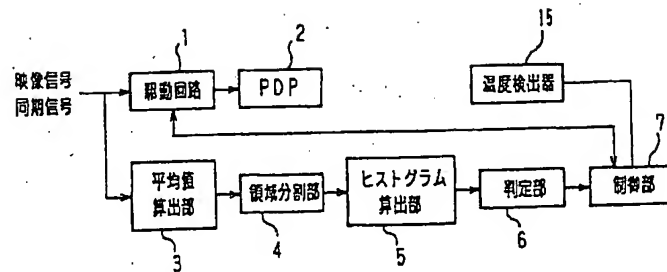 1
2
15
映像信号
同期信号
駆動回路
PDP
温度検出器
7
平均値
算出部
領域分割部
ヒストグラム
算出部
判定部
制御部
3
4
5
6